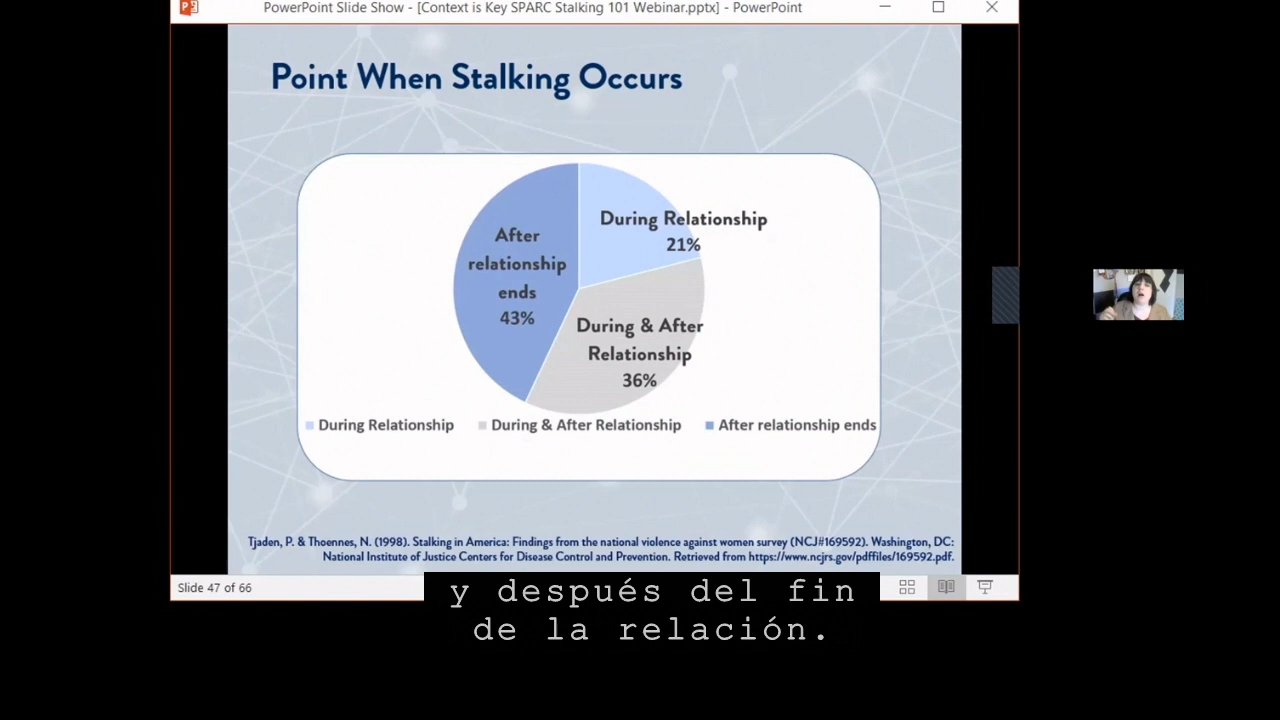 PowerPoint Slide Show - [Context is Key SPARC Stalking 101 Webinar.pptx] - PowerPoint
Point When Stalking Occurs
During Relationship
21%
After
relationship
ends
43%
During & After
Relationship
36%
During Relationship
During & After Relationship
After relationship ends
Tjaden, P. & Thoennes, N. (1998). Stalking in America: Findings from the national violence against women survey (NCJ#169592). Washington, DC:
National Institute of Justice Centers for Disease Control and Prevention. Retrieved from https://www.ncjrs.gov/pdffiles/169592.pdf.
Slide 47 of 66
y después del fin
de la relación.